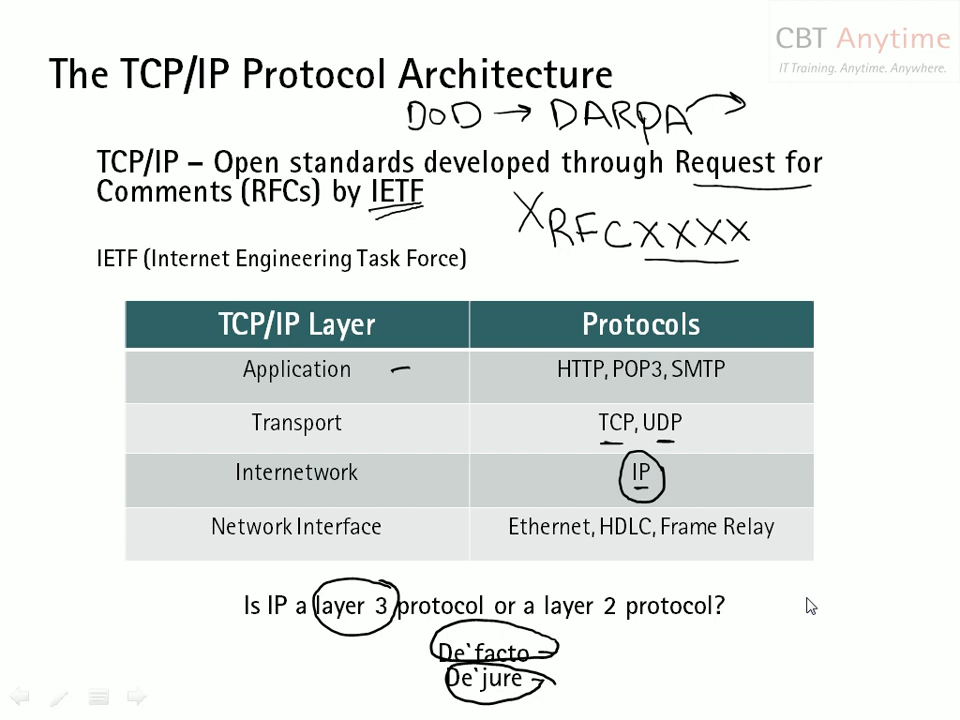 CBT Anytime
IT Training. Anytime. Anywhere.
The TCP/IP Protocol Architecture
DoD → DARPA
TCP/IP – Open standards developed through Request for
Comments (RFCs) by IETF
XRFCXXXX
IETF (Internet Engineering Task Force)
TCP/IP Layer Protocols
Application HTTP, POP3, SMTP
Transport TCP, UDP
Internetwork IP
Network Interface Ethernet, HDLC, Frame Relay
Is IP a layer 3 protocol or a layer 2 protocol?
De`facto
De`jure